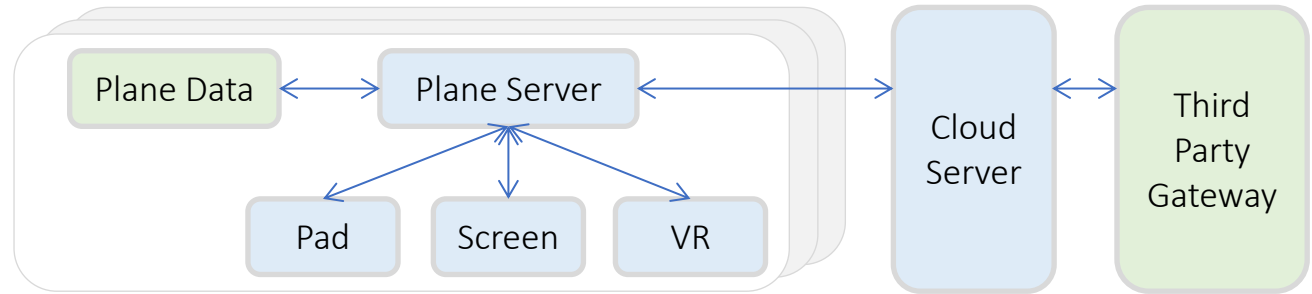 Plane Data
Plane Server
Pad
Screen
VR
Cloud
Server
Third
Party
Gateway